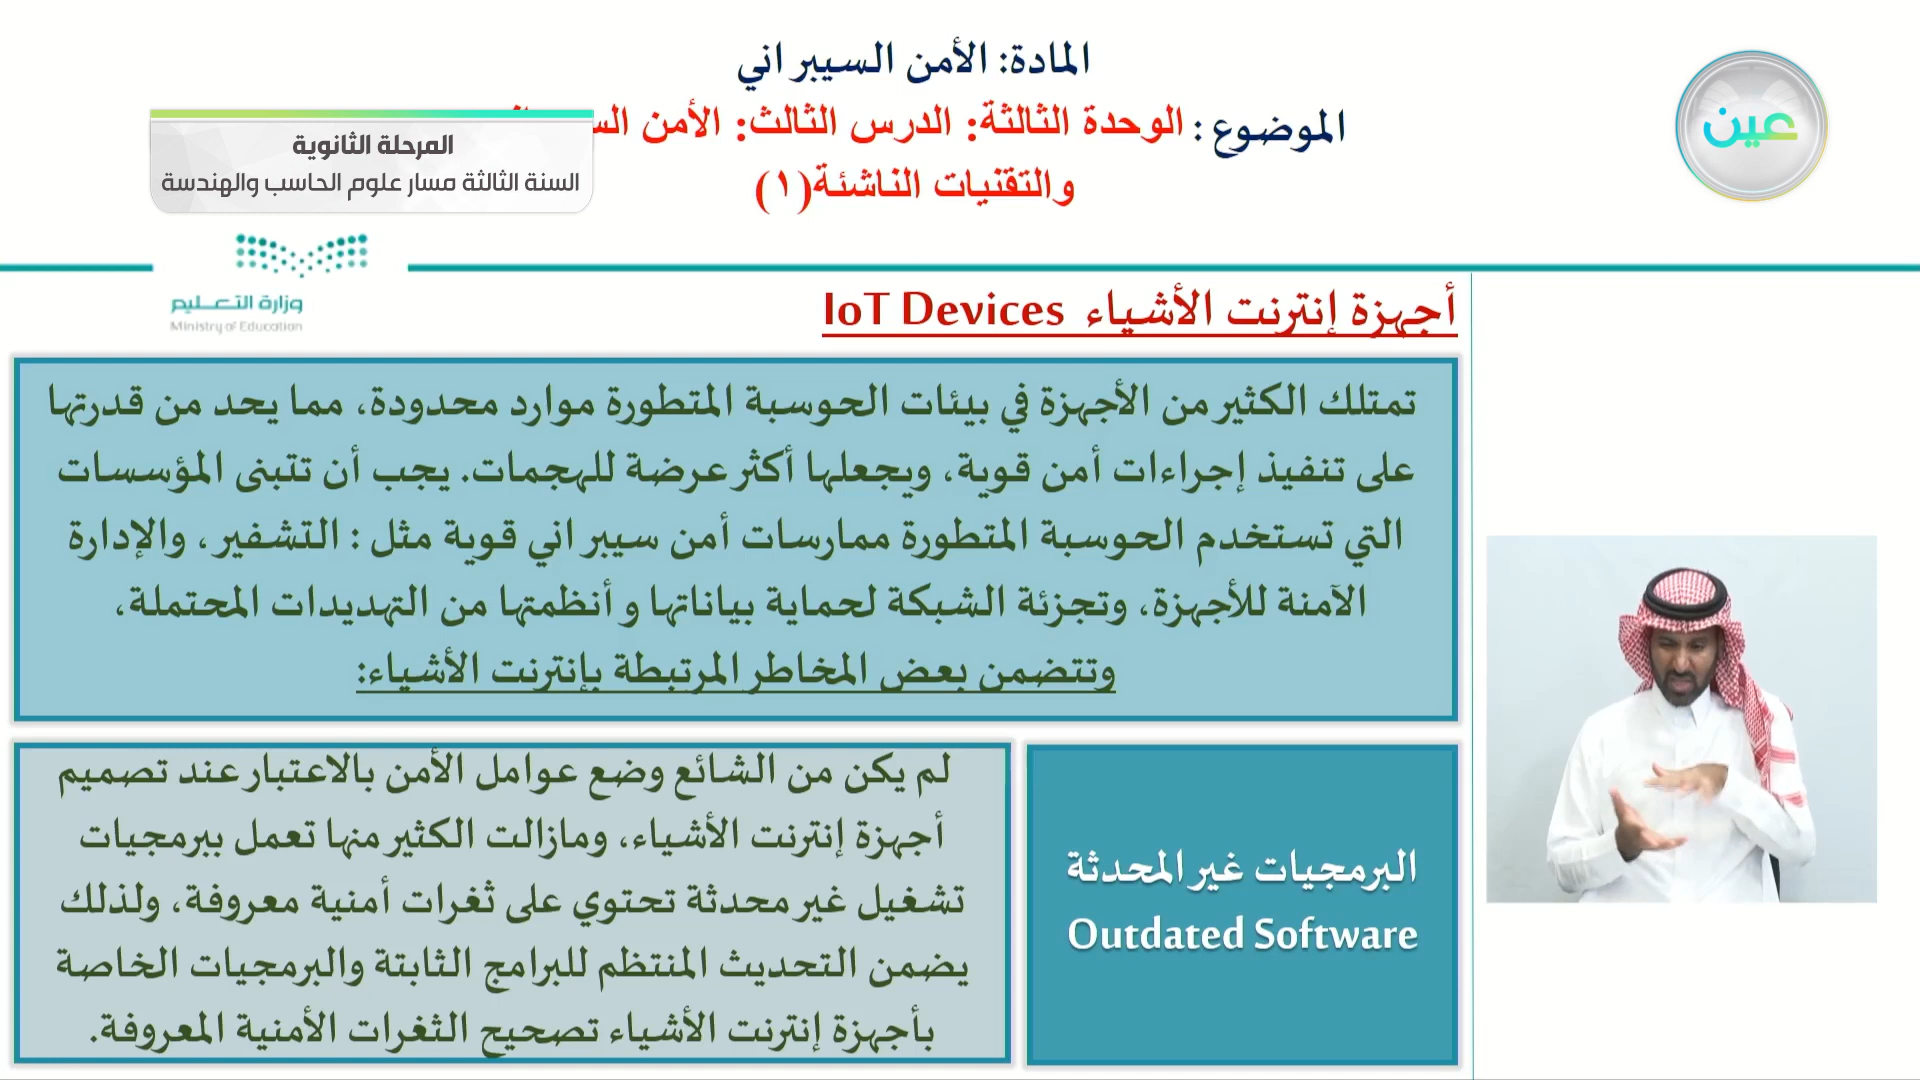 المادة: الأمن السيبراني
الموضوع : الوحدة الثالثة: الدرس الثالث: الأمن
والتقنيات الناشئة(١)
المرحلة الثانوية
السنة الثالثة مسار علوم الحاسب والهندسة
عين
وزارة التعليم
Ministry of Education
أجهزة إنترنت الأشياء IoT Devices
تمتلك الكثير من الأجهزة في بيئات الحوسبة المتطورة موارد محدودة، مما يحد من قدرتها
على تنفيذ إجراءات أمن قوية، ويجعلها أكثر عرضة للهجمات. يجب أن تتبنى المؤسسات
التي تستخدم الحوسبة المتطورة ممارسات أمن سيبراني قوية مثل : التشفير، والإدارة
الآمنة للأجهزة، وتجزئة الشبكة لحماية بياناتها و أنظمتها من التهديدات المحتملة،
وتتضمن بعض المخاطر المرتبطة بإنترنت الأشياء:
البرمجيات غير المحدثة
Outdated Software
لم يكن من الشائع وضع عوامل الأمن بالاعتبار عند تصميم
أجهزة إنترنت الأشياء، ومازالت الكثير منها تعمل ببرمجيات
تشغيل غير محدثة تحتوي على ثغرات أمنية معروفة، ولذلك
يضمن التحديث المنتظم للبرامج الثابتة والبرمجيات الخاصة
بأجهزة إنترنت الأشياء تصحيح الثغرات الأمنية المعروفة.